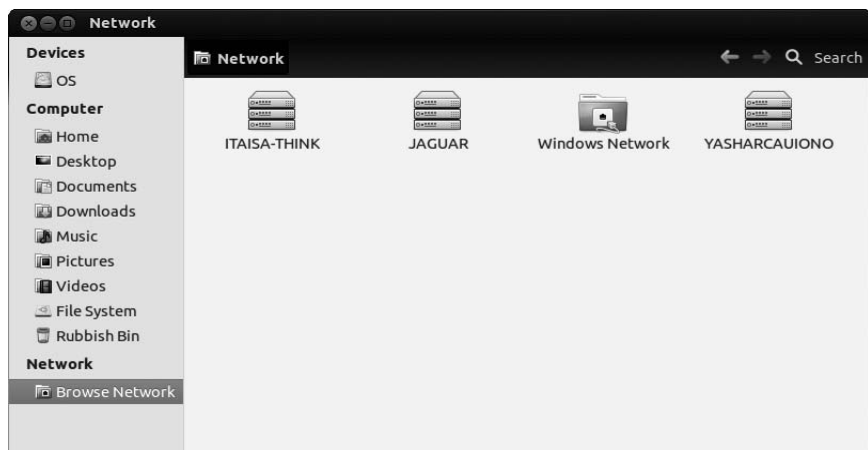 Network
Devices
OS
Computer
Home
Desktop
Documents
Downloads
Music
Pictures
Videos
File System
Rubbish Bin
Network
Browse Network
Network
Search
ITAISA-THINK
JAGUAR
Windows Network
YASHARCAUIONO